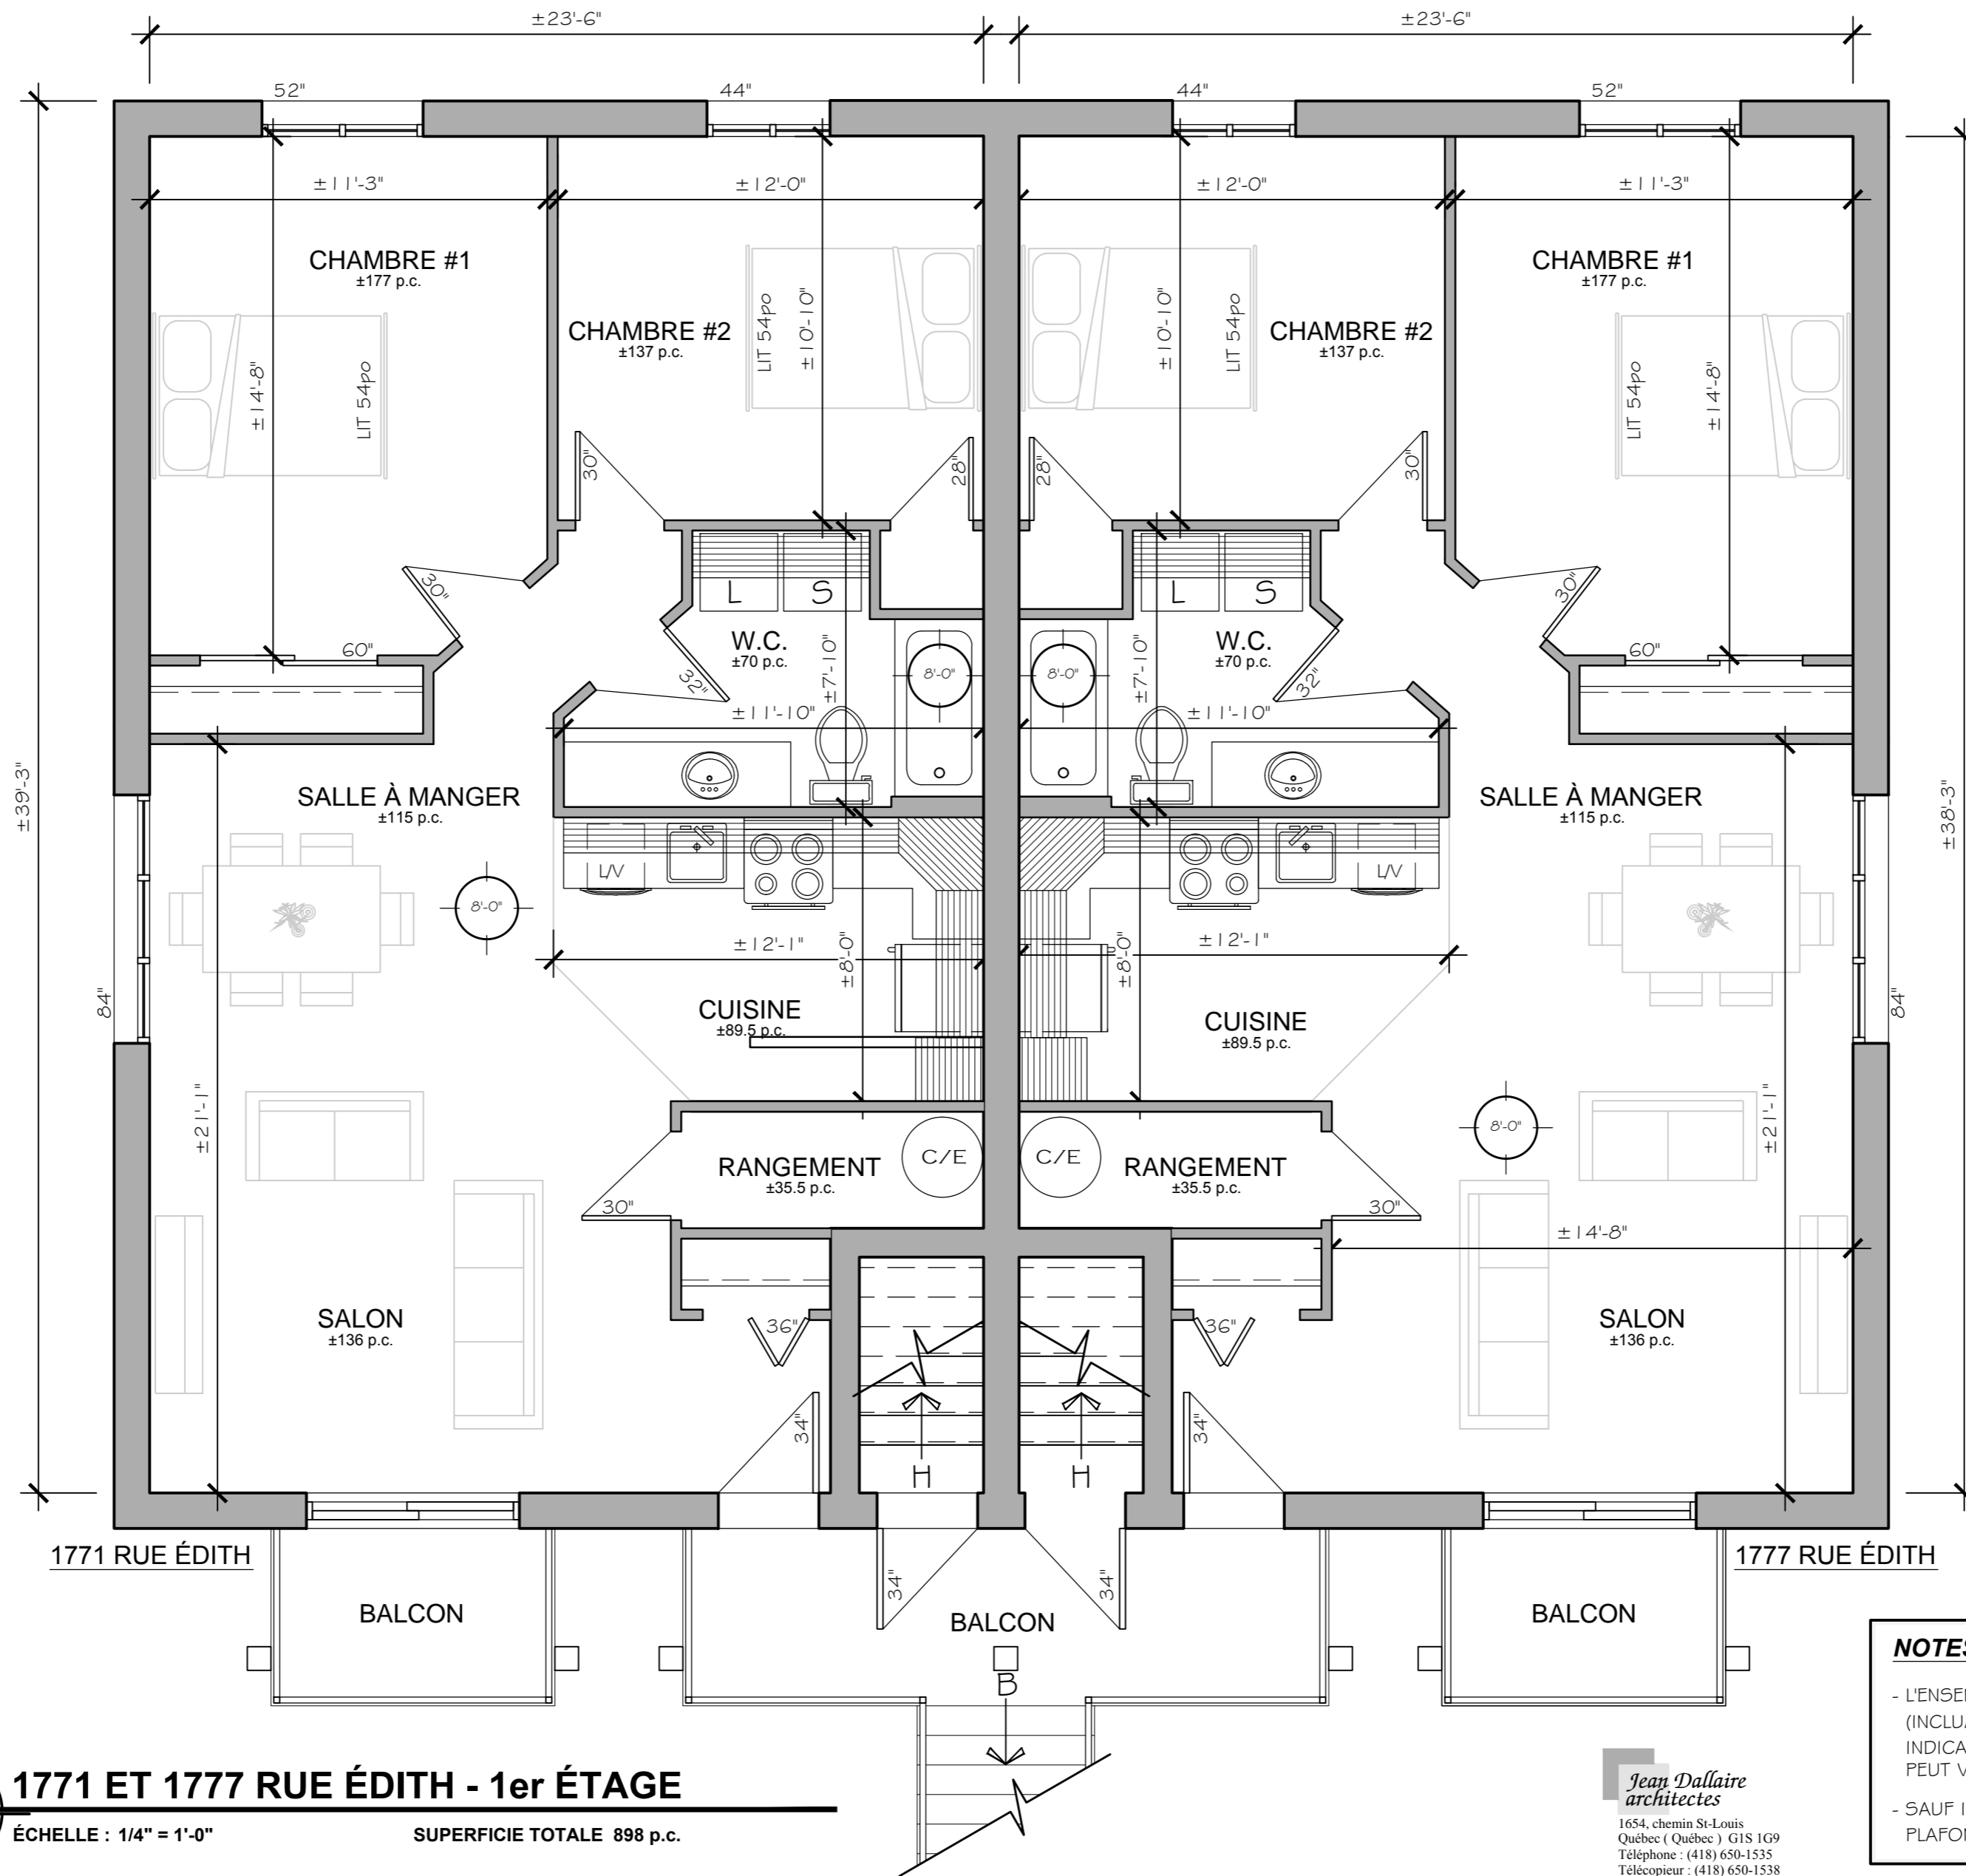 ±23'-6" ±23'-6"
52" 44" 44" 52"
±11'-3" ±12'-0" ±12'-0" ±11'-3"
CHAMBRE #1
±177 p.c.
CHAMBRE #1
±177 p.c.
CHAMBRE #2
±137 p.c.
CHAMBRE #2
±137 p.c.
±14'-8" LIT 54po LIT 54po ±10'-10" ±10'-10" LIT 54po LIT 54po ±14'-8"
30" 28" 28" 30"
30" L S L S 30"
60" W.C. W.C. 60"
±70 p.c. ±70 p.c.
32" ±7'-10" 8'-0" 8'-0" ±7'-10" 32"
±11'-10" ±11'-10"
±39'-3" ±38'-3"
SALLE À MANGER
±115 p.c.
SALLE À MANGER
±115 p.c.
L/V L/V
8'-0"
±12'-1" ±8'-0" ±8'-0" ±12'-1"
84" 84"
CUISINE
±89.5 p.c.
CUISINE
±89.5 p.c.
±21'-1" 8'-0" ±21'-1"
RANGEMENT
±35.5 p.c.
C/E C/E
RANGEMENT
±35.5 p.c.
30" 30"
±14'-8"
SALON
±136 p.c.
SALON
±136 p.c.
36" 36"
34" 34"
H H
1771 RUE ÉDITH
1777 RUE ÉDITH
34" 34"
BALCON BALCON BALCON
B
NOTES
- L'ENSE
(INCLU
INDICA
PEUT V
- SAUF I
PLAFON
1771 ET 1777 RUE ÉDITH - 1er ÉTAGE
ÉCHELLE : 1/4" = 1'-0" SUPERFICIE TOTALE 898 p.c.
Jean Dallaire
architectes
1654, chemin St-Louis
Québec ( Québec ) G1S 1G9
Téléphone : (418) 650-1535
Télécopieur : (418) 650-1538